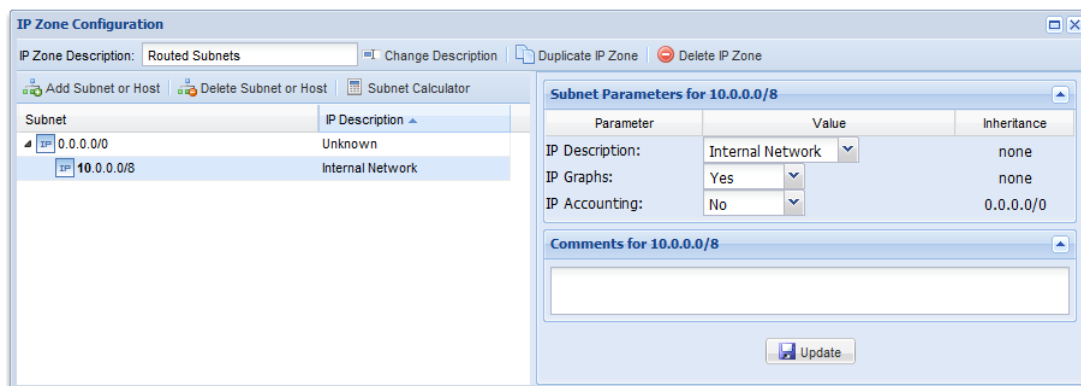 IP Zone Configuration
IP Zone Description: Routed Subnets Change Description Duplicate IP Zone Delete IP Zone
Add Subnet or Host Delete Subnet or Host Subnet Calculator
Subnet IP Description
IP 0.0.0.0/0 Unknown
IP 10.0.0.0/8 Internal Network
Subnet Parameters for 10.0.0.0/8
Parameter Value Inheritance
IP Description: Internal Network none
IP Graphs: Yes none
IP Accounting: No 0.0.0.0/0
Comments for 10.0.0.0/8
Update